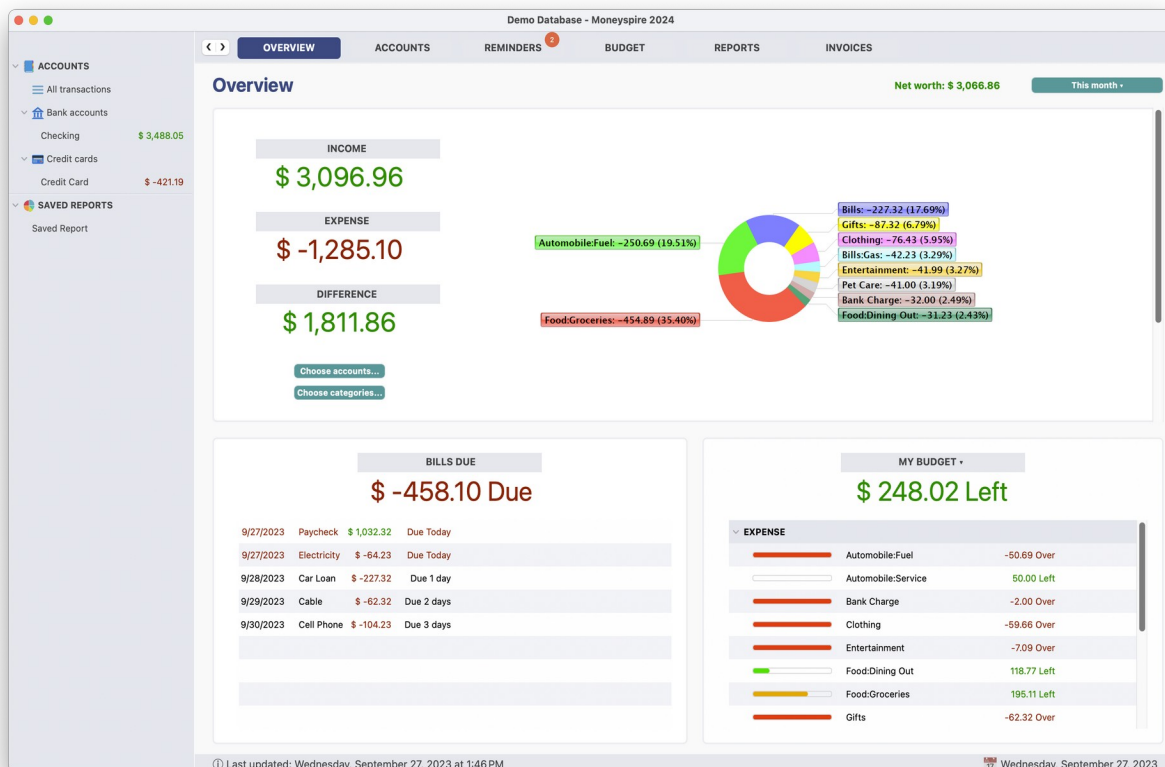 Demo Database - Moneyspire 2024
OVERVIEW
ACCOUNTS
REMINDERS
2
BUDGET
REPORTS
INVOICES
ACCOUNTS
All transactions
Bank accounts
Checking $ 3,488.05
Credit cards
Credit Card $ -421.19
SAVED REPORTS
Saved Report
Overview
Net worth: $ 3,066.86
This month
INCOME
$ 3,096.96
EXPENSE
$ -1,285.10
DIFFERENCE
$ 1,811.86
Choose accounts...
Choose categories...
Automobile:Fuel: -250.69 (19.51%)
Food:Groceries: -454.89 (35.40%)
Bills: -227.32 (17.69%)
Gifts: -87.32 (6.79%)
Clothing: -76.43 (5.95%)
Bills:Gas: -42.23 (3.29%)
Entertainment: -41.99 (3.27%)
Pet Care: -41.00 (3.19%)
Bank Charge: -32.00 (2.49%)
Food:Dining Out: -31.23 (2.43%)
BILLS DUE
$ -458.10 Due
9/27/2023 Paycheck $ 1,032.32 Due Today
9/27/2023 Electricity $ -64.23 Due Today
9/28/2023 Car Loan $ -227.32 Due 1 day
9/29/2023 Cable $ -62.32 Due 2 days
9/30/2023 Cell Phone $ -104.23 Due 3 days
MY BUDGET
$ 248.02 Left
EXPENSE
Automobile:Fuel -50.69 Over
Automobile:Service 50.00 Left
Bank Charge -2.00 Over
Clothing -59.66 Over
Entertainment -7.09 Over
Food:Dining Out 118.77 Left
Food:Groceries 195.11 Left
Gifts -62.32 Over
Last updated: Wednesday, September 27, 2023 at 1:46 PM
Wednesday, September 27, 2023